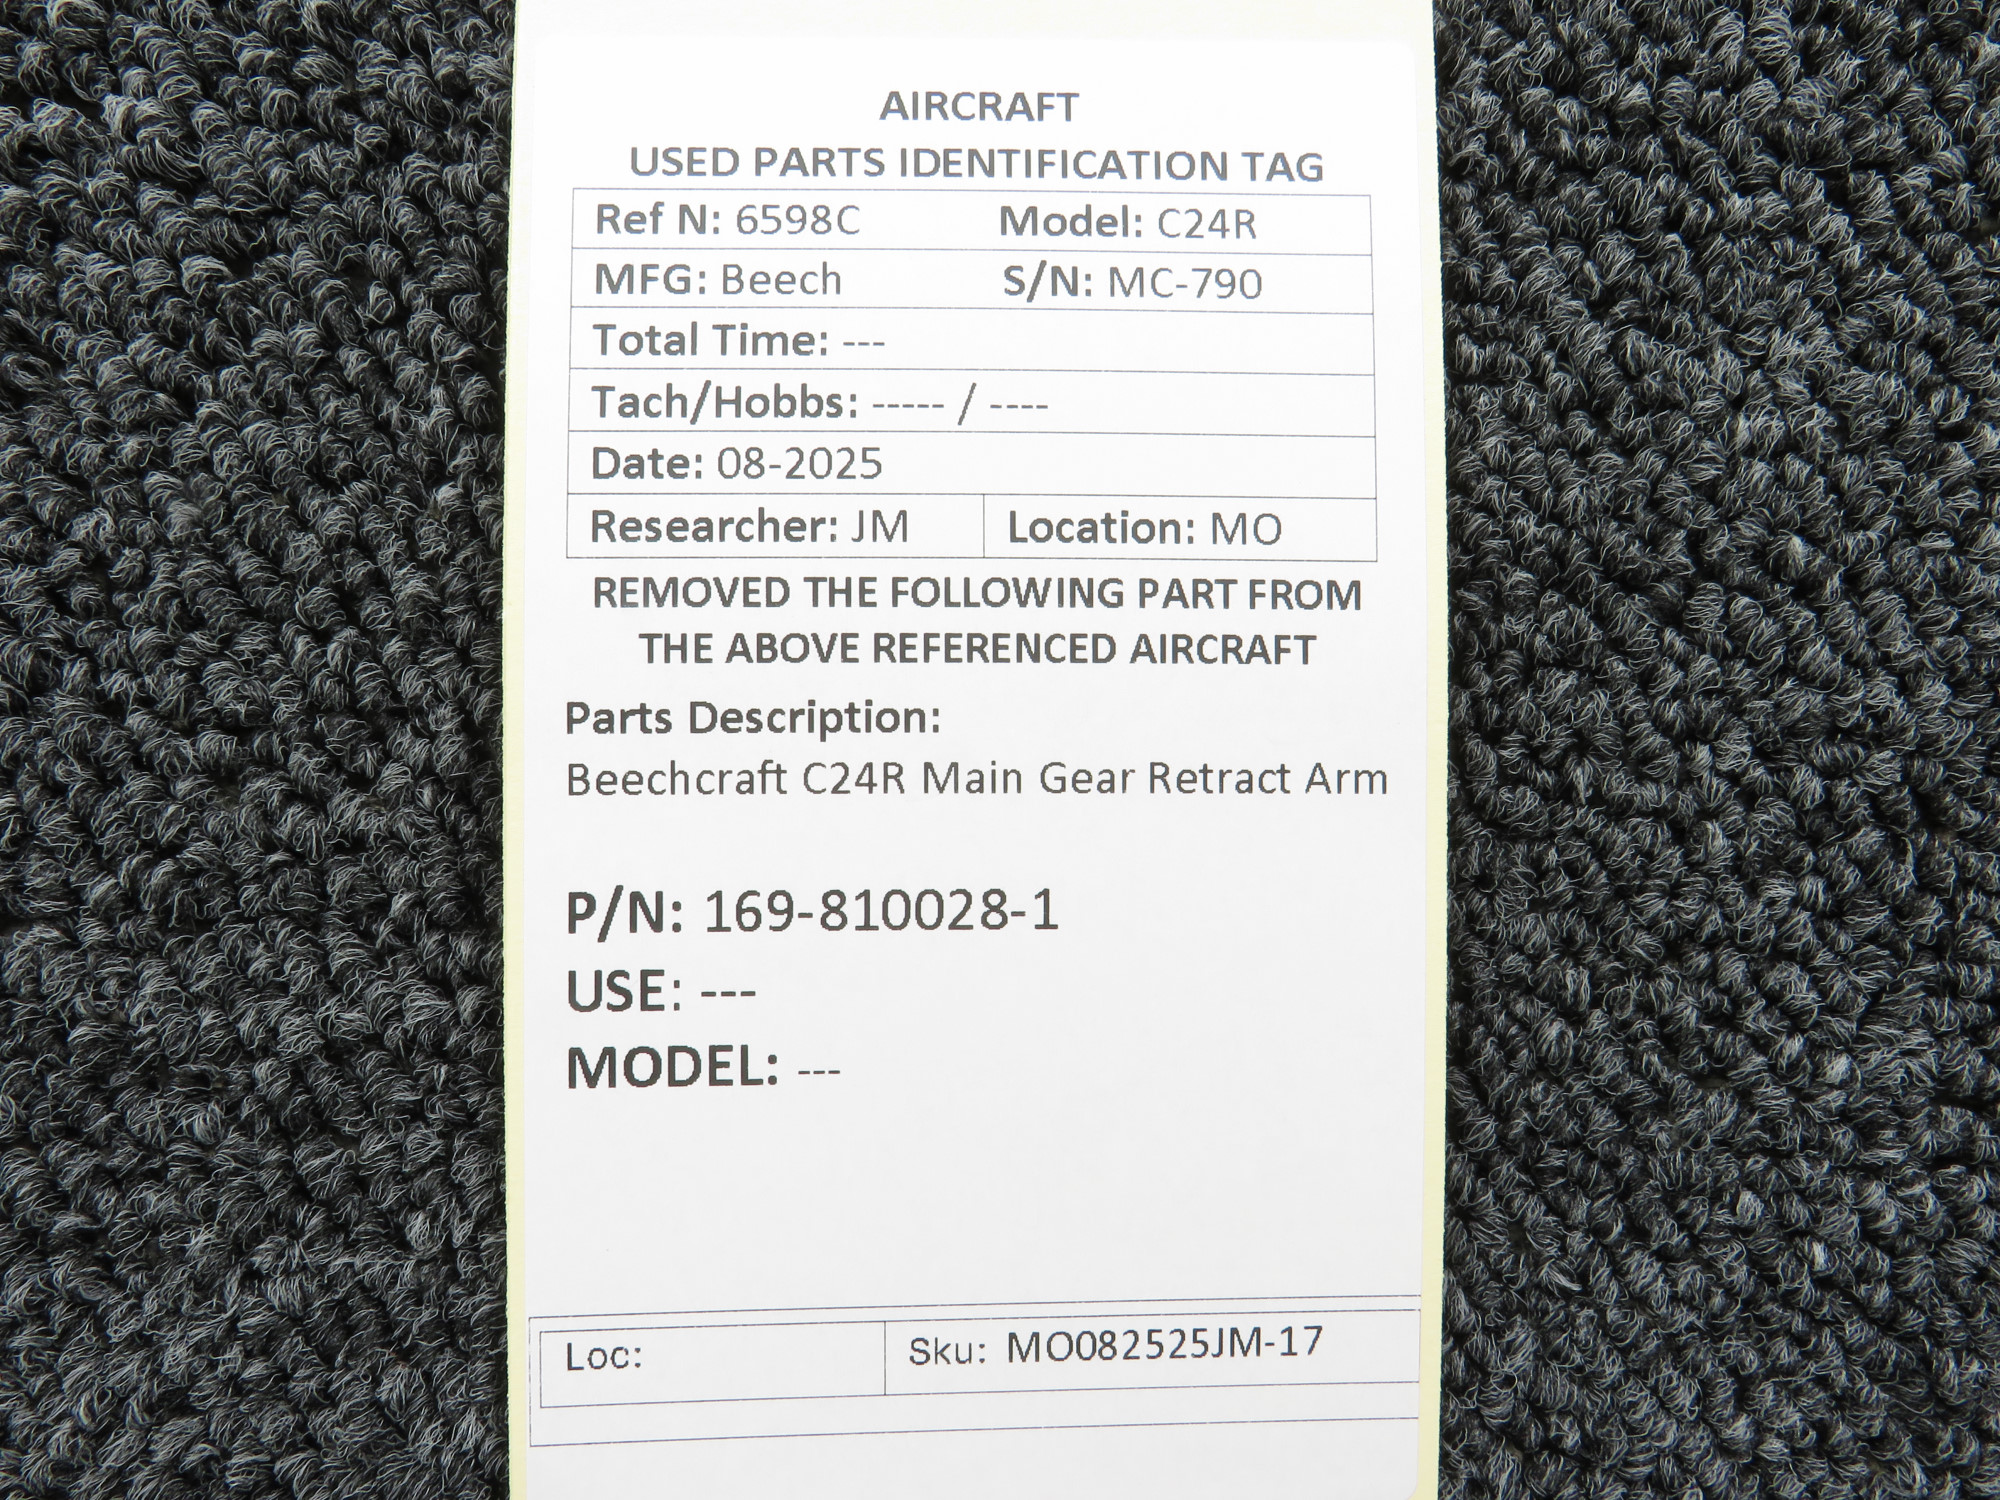 AIRCRAFT
USED PARTS IDENTIFICATION TAG
Ref N: 6598C Model: C24R
MFG: Beech S/N: MC-790
Total Time: ---
Tach/Hobbs: ----- / ----
Date: 08-2025
Researcher: JM Location: MO
REMOVED THE FOLLOWING PART FROM
THE ABOVE REFERENCED AIRCRAFT
Parts Description:
Beechcraft C24R Main Gear Retract Arm
P/N: 169-810028-1
USE: ---
MODEL: ---
Loc: Sku: MO082525JM-17